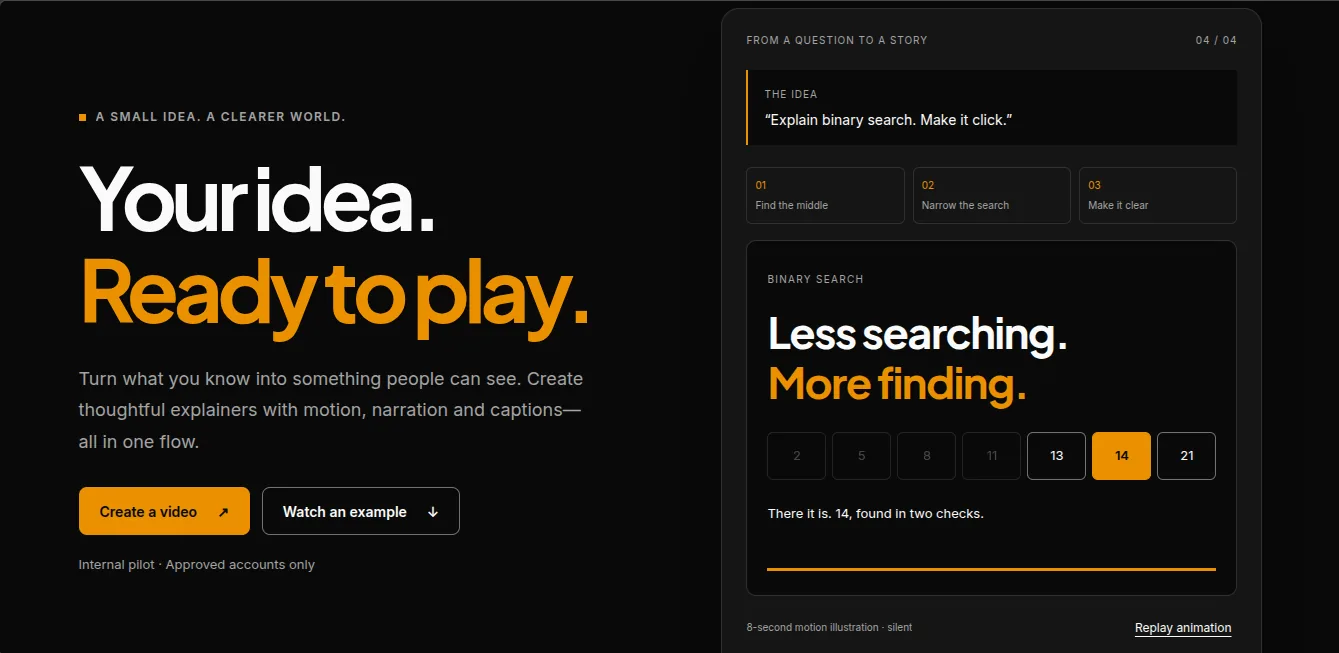 A SMALL IDEA. A CLEARER WORLD.
Your idea.
Ready to play.
Turn what you know into something people can see. Create
thoughtful explainers with motion, narration and captions—
all in one flow.
Create a video ↗
Watch an example ↓
Internal pilot · Approved accounts only
FROM A QUESTION TO A STORY
04 / 04
THE IDEA
“Explain binary search. Make it click.”
01
Find the middle
02
Narrow the search
03
Make it clear
BINARY SEARCH
Less searching.
More finding.
2 5 8 11 13 14 21
There it is. 14, found in two checks.
8-second motion illustration · silent
Replay animation